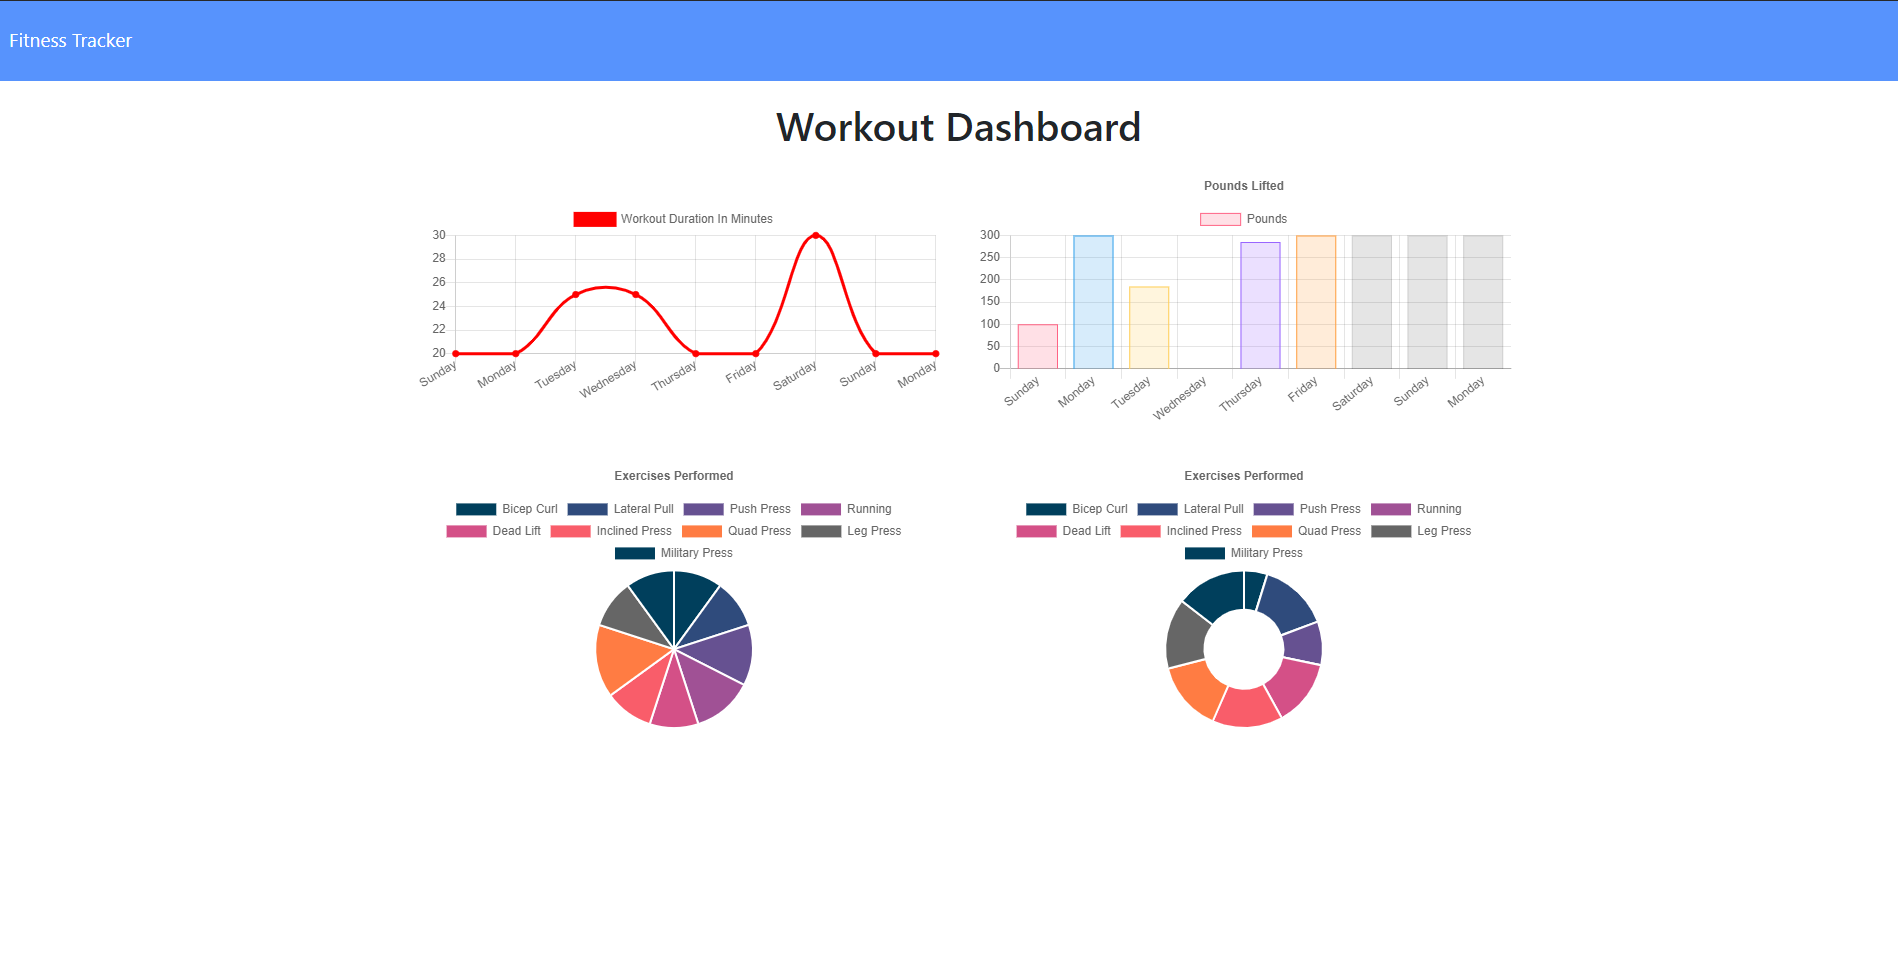 Fitness Tracker
Workout Dashboard
Workout Duration In Minutes
30
28
26
24
22
20
Sunday Monday Tuesday Wednesday Thursday Friday Saturday Sunday Monday
Pounds Lifted
Pounds
300
250
200
150
100
50
0
Sunday Monday Tuesday Wednesday Thursday Friday Saturday Sunday Monday
Exercises Performed
Bicep Curl Lateral Pull Push Press Running
Dead Lift Inclined Press Quad Press Leg Press
Military Press
Exercises Performed
Bicep Curl Lateral Pull Push Press Running
Dead Lift Inclined Press Quad Press Leg Press
Military Press